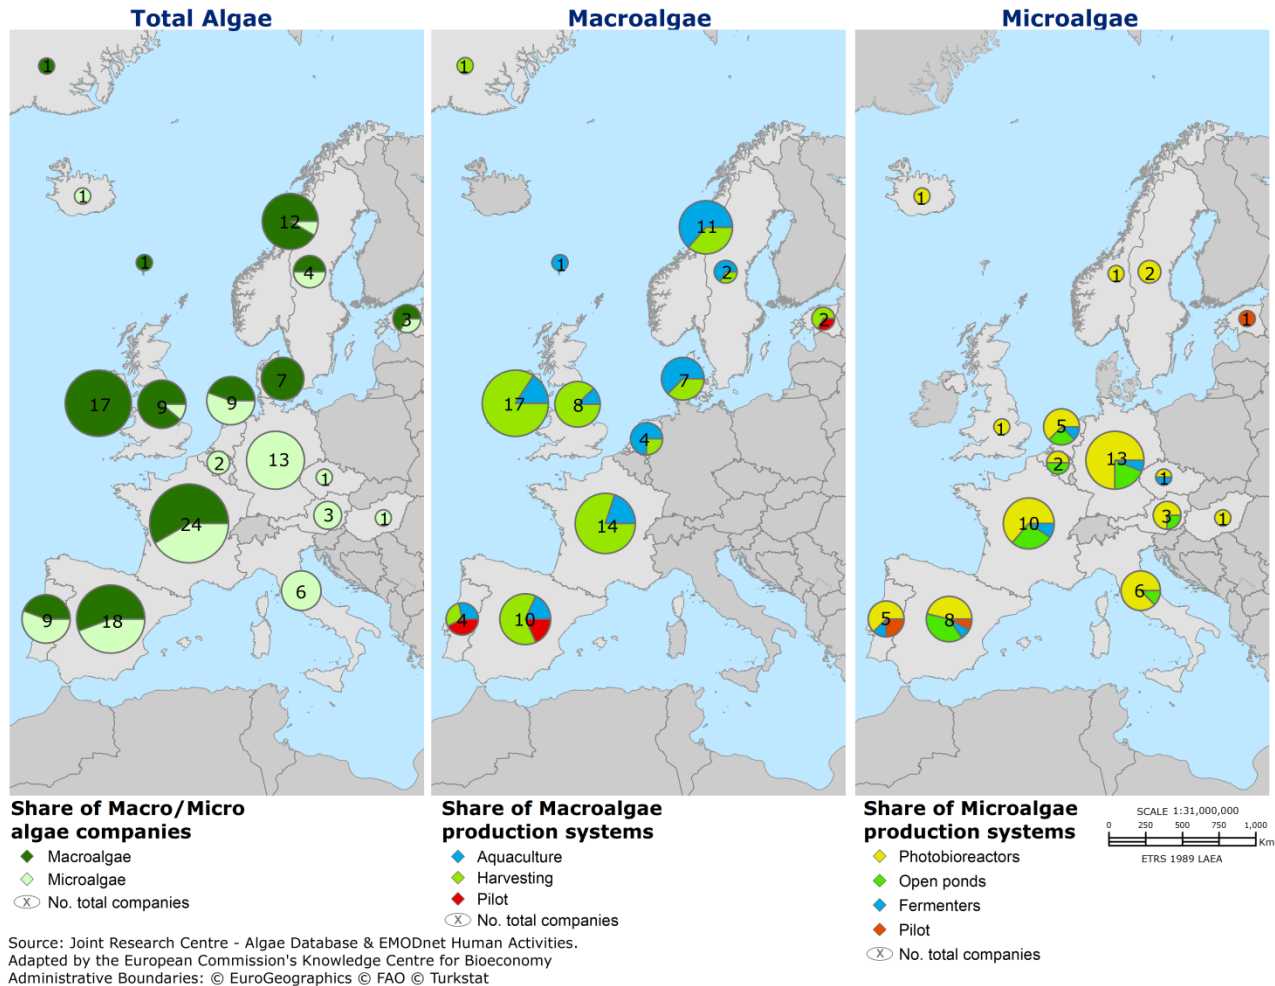 Total Algae
Macroalgae
Microalgae
1
1
12
1
4
3
7
17
9
9
2
13
1
24
3
1
6
9
18
1
11
1
2
2
7
17
8
4
14
4
10
1
1
2
1
1
5
2
13
1
10
3
1
6
5
8
Share of Macro/Micro
algae companies
Macroalgae
Microalgae
X No. total companies
Share of Macroalgae
production systems
Aquaculture
Harvesting
Pilot
X No. total companies
Share of Microalgae
production systems
Photobioreactors
Open ponds
Fermenters
Pilot
X No. total companies
SCALE 1:31,000,000
0 250 500 750 1,000
Km
ETRS 1989 LAEA
Source: Joint Research Centre - Algae Database & EMODnet Human Activities.
Adapted by the European Commission's Knowledge Centre for Bioeconomy
Administrative Boundaries: © EuroGeographics © FAO © Turkstat